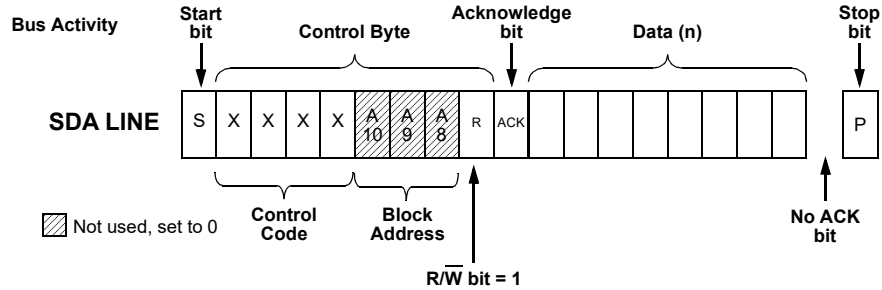 Bus Activity
Start
bit
Control Byte
Acknowledge
bit
Data (n)
Stop
bit
SDA LINE
S X X X X A 10 A 9 A 8 R ACK P
Not used, set to 0
Control
Code
Block
Address
No ACK
bit
R/W̅ bit = 1